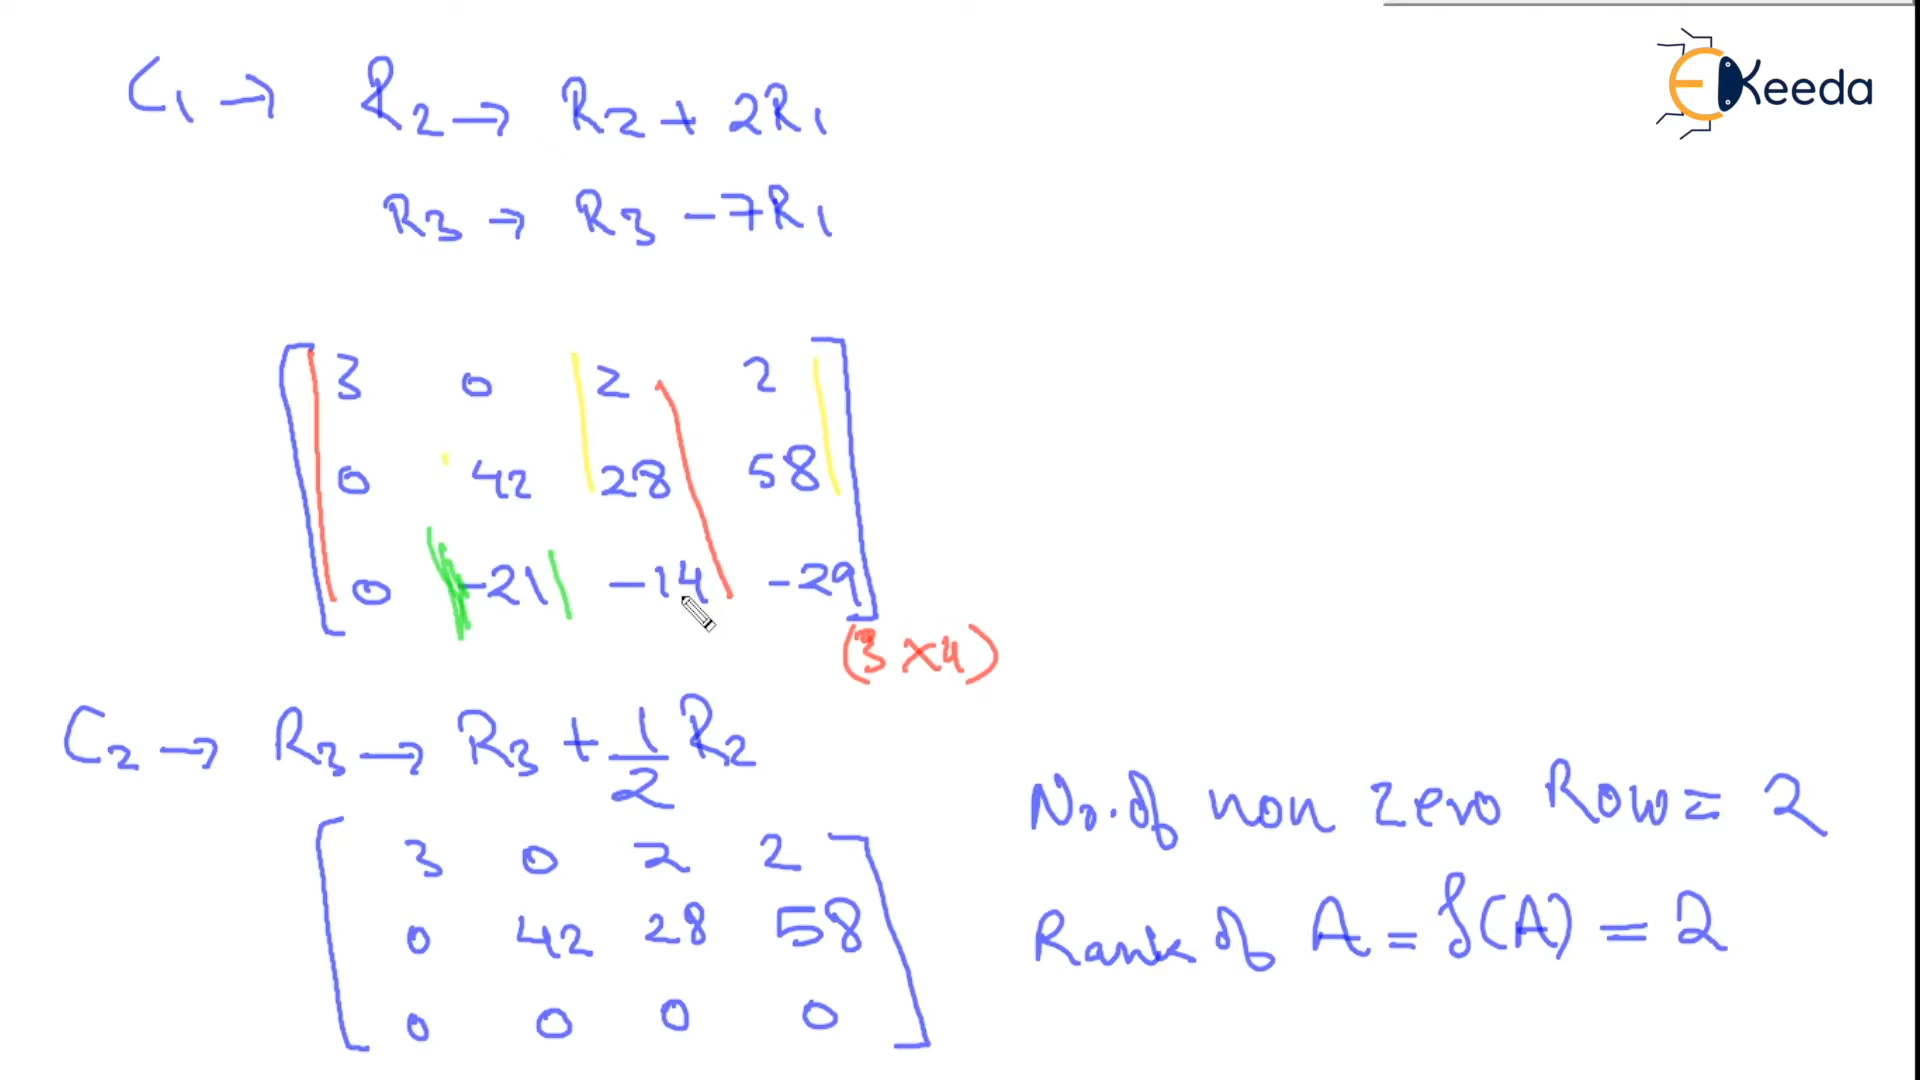 EKeeda
C₁ → R₂ → R₂ + 2R₁
R₃ → R₃ − 7R₁
3 0 2 2
0 42 28 58
0 -21 -14 -29
(3 × 4)
C₂ → R₃ → R₃ + 1/2 R₂
3 0 2 2
0 42 28 58
0 0 0 0
No. of non zero Row = 2
Rank of A = ρ(A) = 2